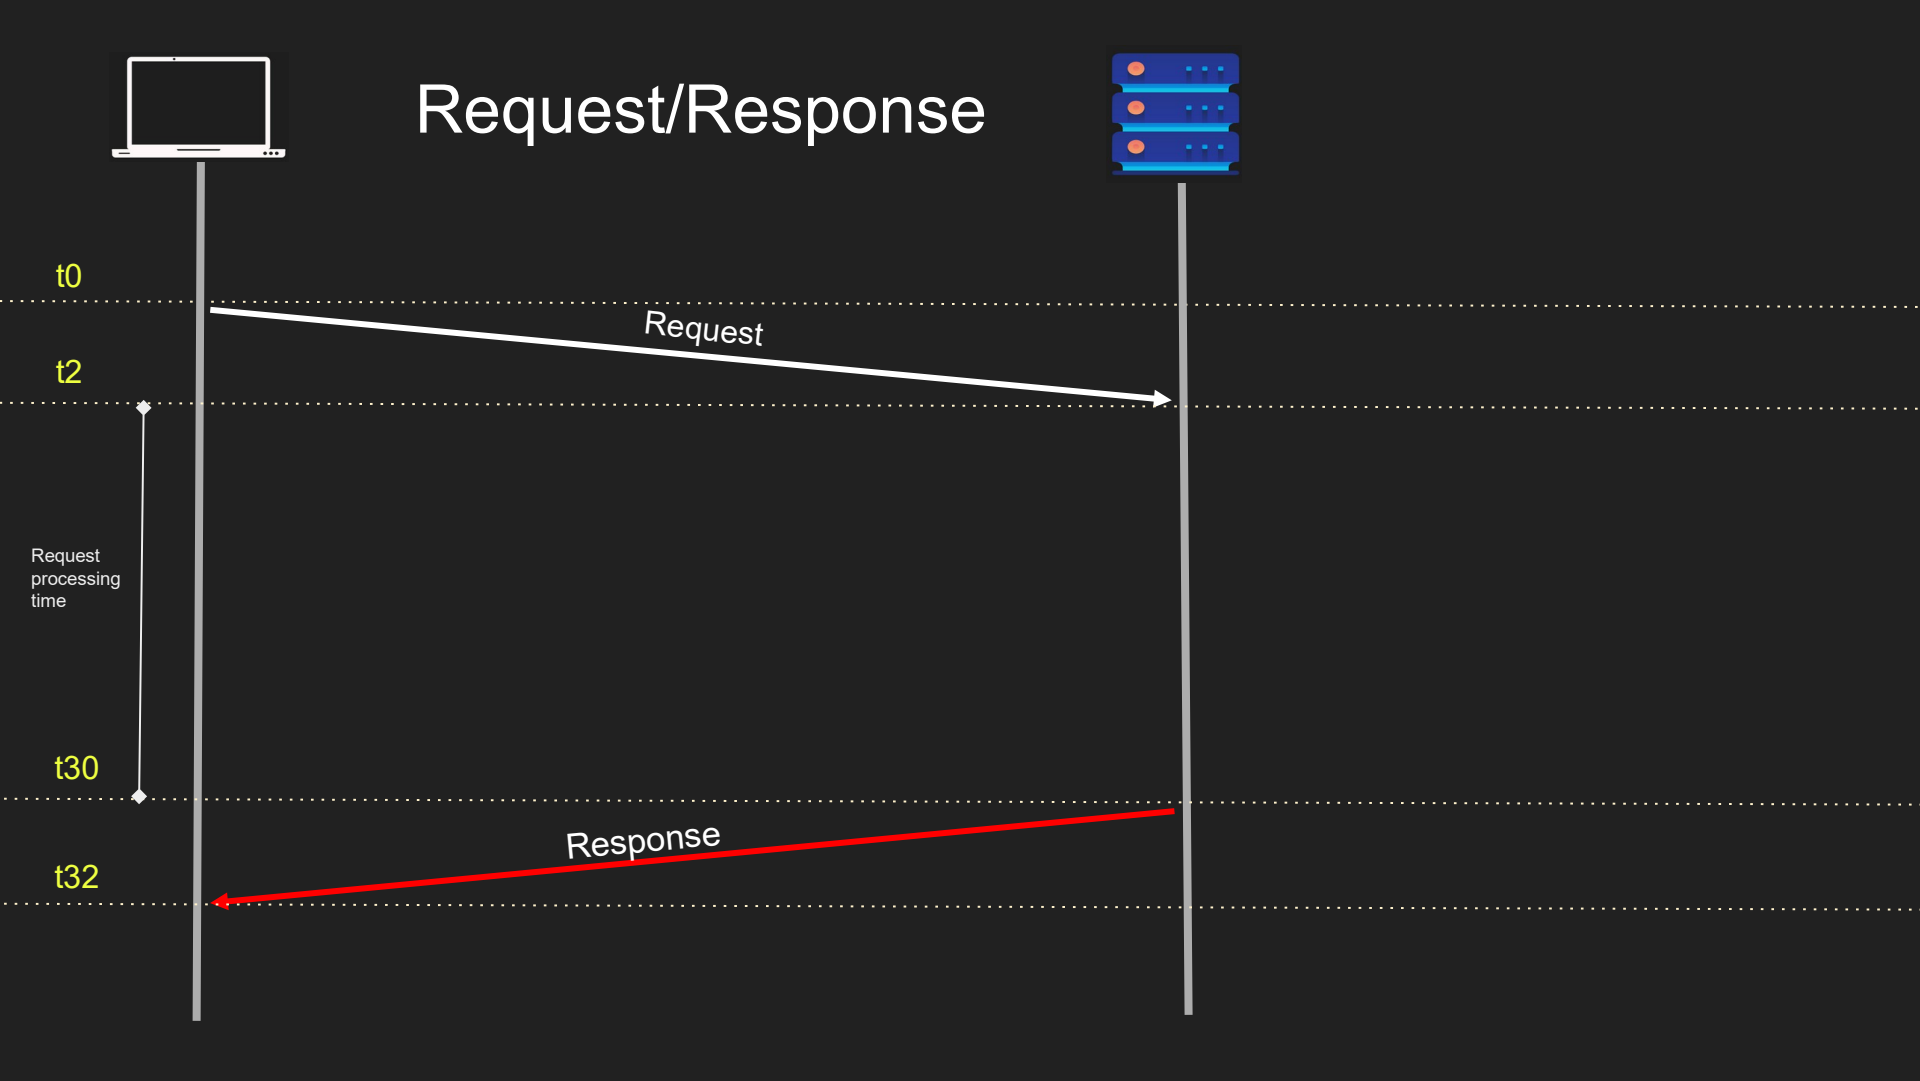 Request/Response
t0
Request
t2
Request
processing
time
t30
Response
t32